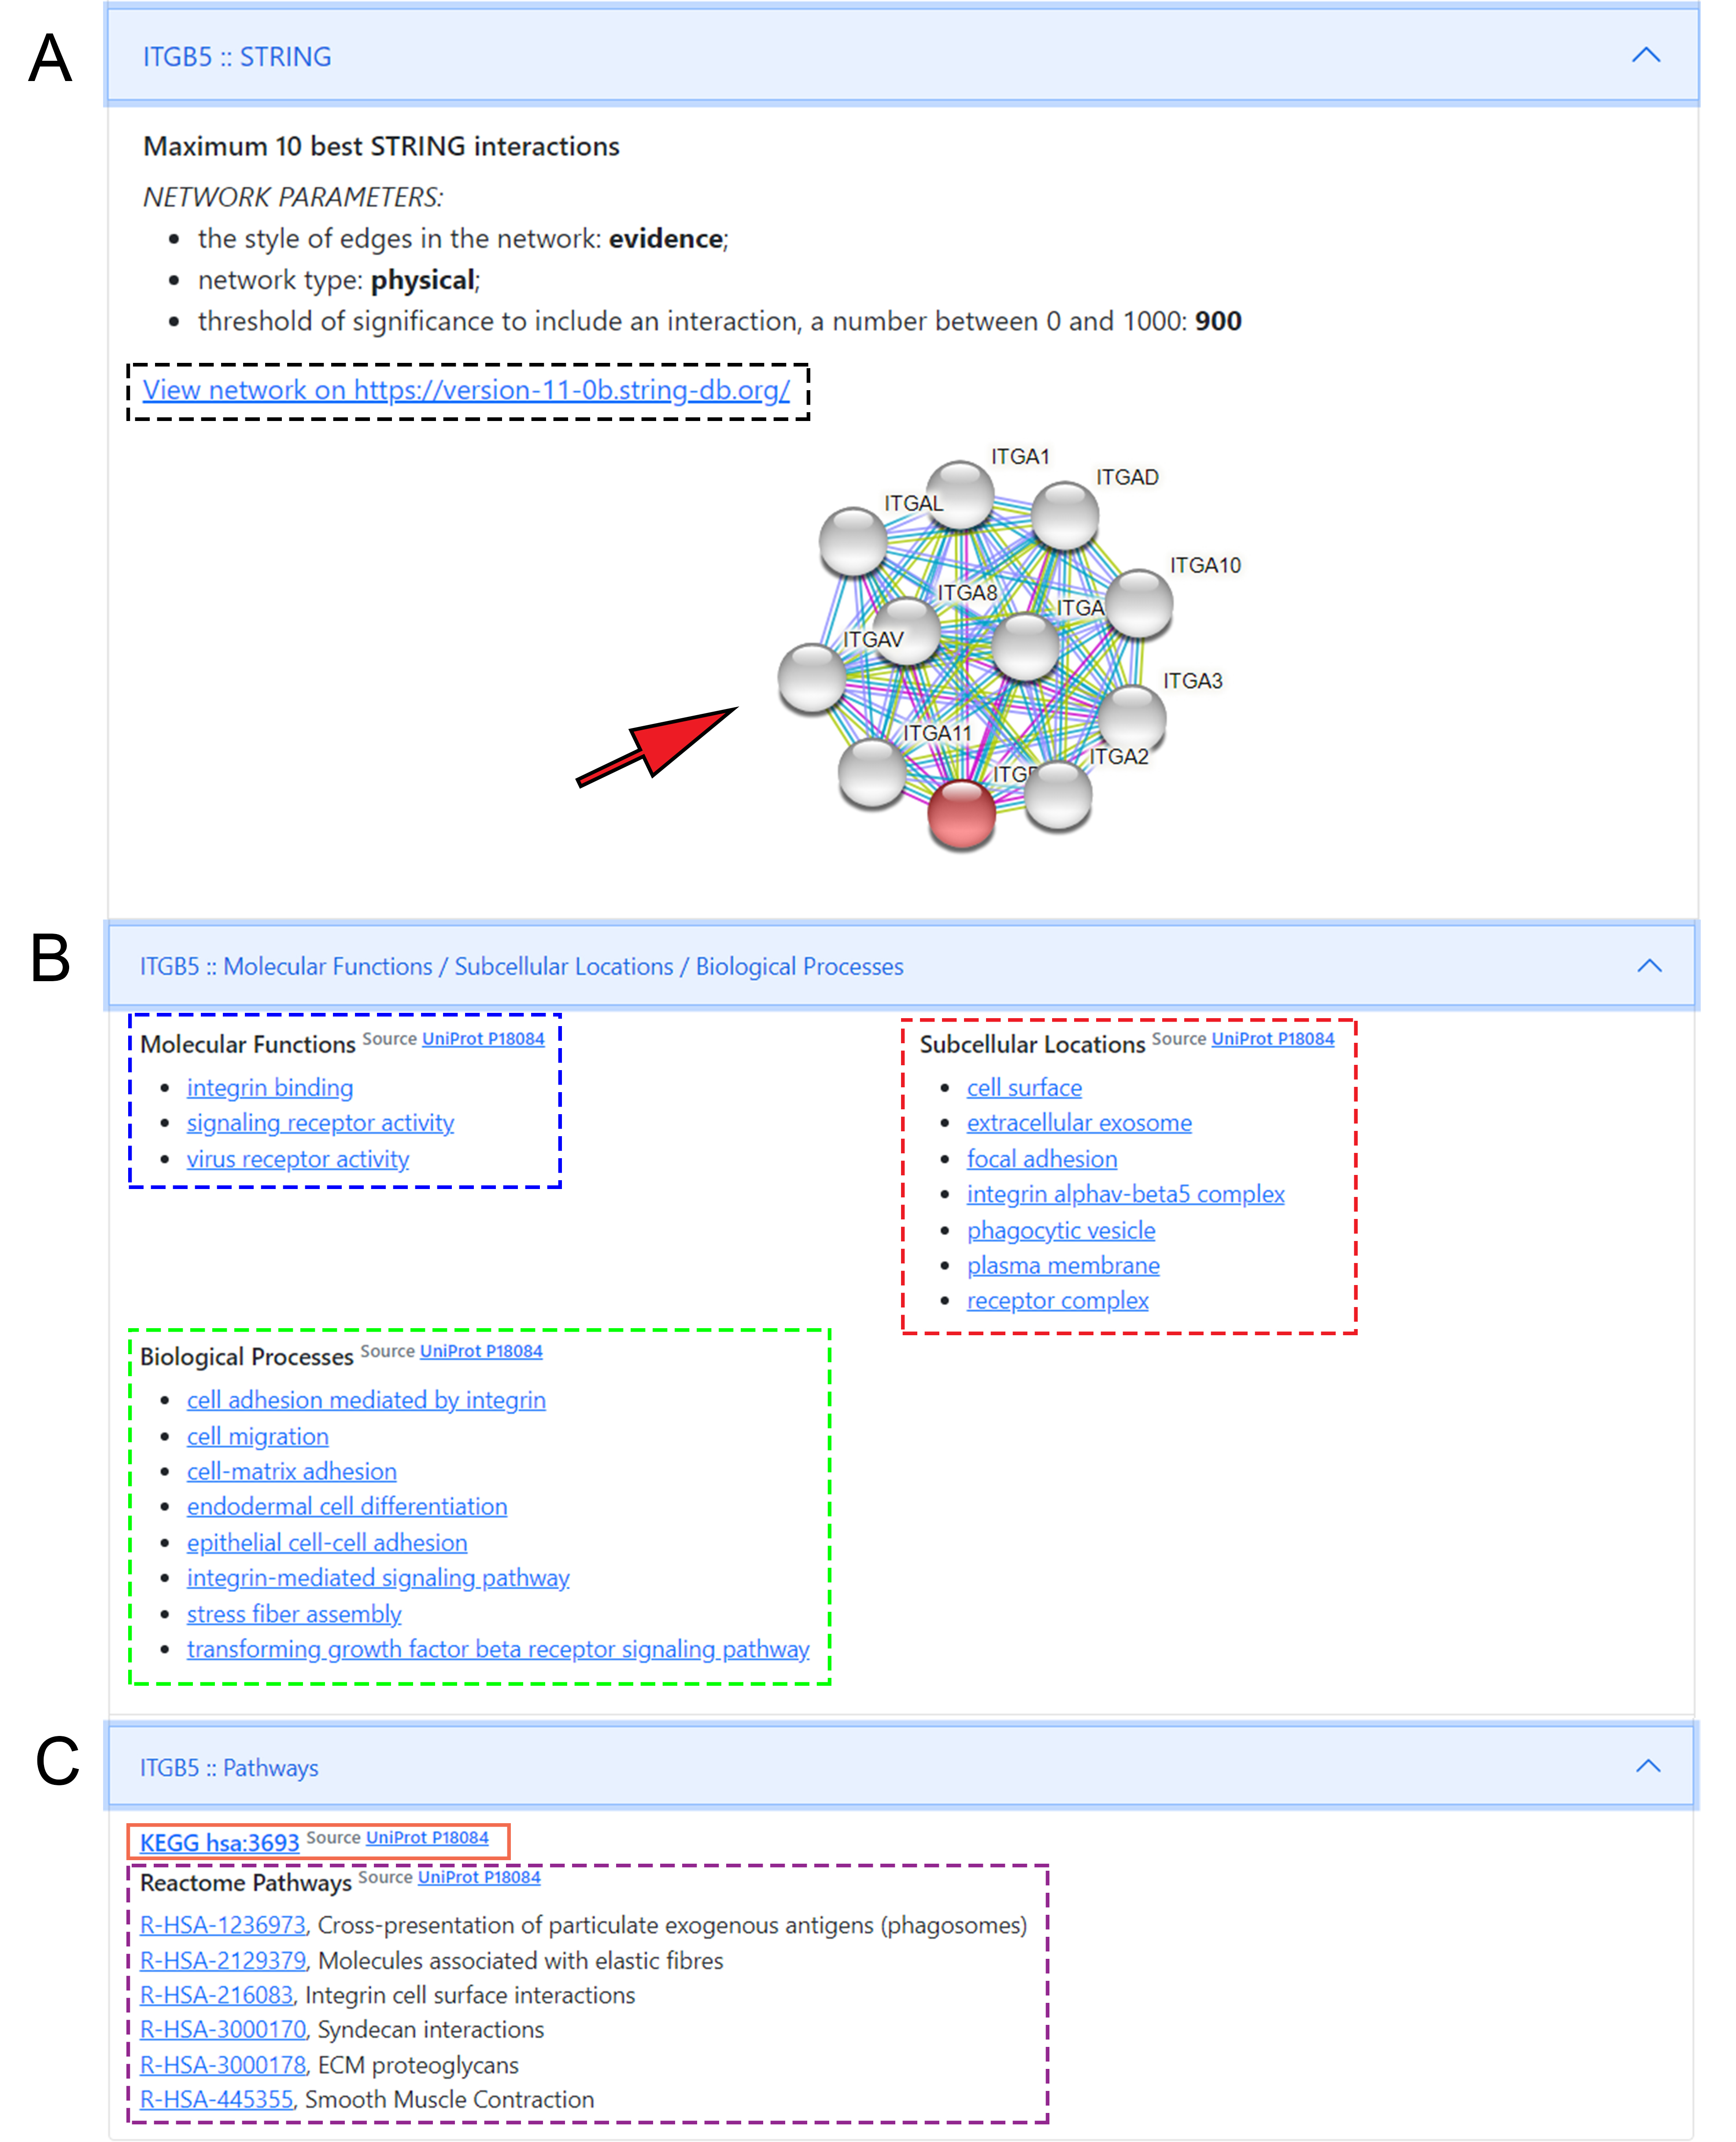 A
ITGB5 :: STRING
Maximum 10 best STRING interactions
NETWORK PARAMETERS:
• the style of edges in the network: evidence;
• network type: physical;
• threshold of significance to include an interaction, a number between 0 and 1000: 900
View network on https://version-11-0b.string-db.org/
ITGA1
ITGAD
ITGAL
ITGA10
ITGA8
ITGA
ITGAV
ITGA3
ITGA11
ITGA2
B
ITGB5 :: Molecular Functions / Subcellular Locations / Biological Processes
Molecular Functions Source UniProt P18084
• integrin binding
• signaling receptor activity
• virus receptor activity
Subcellular Locations Source UniProt P18084
• cell surface
• extracellular exosome
• focal adhesion
• integrin alphav-beta5 complex
• phagocytic vesicle
• plasma membrane
• receptor complex
Biological Processes Source UniProt P18084
• cell adhesion mediated by integrin
• cell migration
• cell-matrix adhesion
• endodermal cell differentiation
• epithelial cell-cell adhesion
• integrin-mediated signaling pathway
• stress fiber assembly
• transforming growth factor beta receptor signaling pathway
C
ITGB5 :: Pathways
KEGG hsa:3693 Source UniProt P18084
Reactome Pathways Source UniProt P18084
R-HSA-1236973, Cross-presentation of particulate exogenous antigens (phagosomes)
R-HSA-2129379, Molecules associated with elastic fibres
R-HSA-216083, Integrin cell surface interactions
R-HSA-3000170, Syndecan interactions
R-HSA-3000178, ECM proteoglycans
R-HSA-445355, Smooth Muscle Contraction